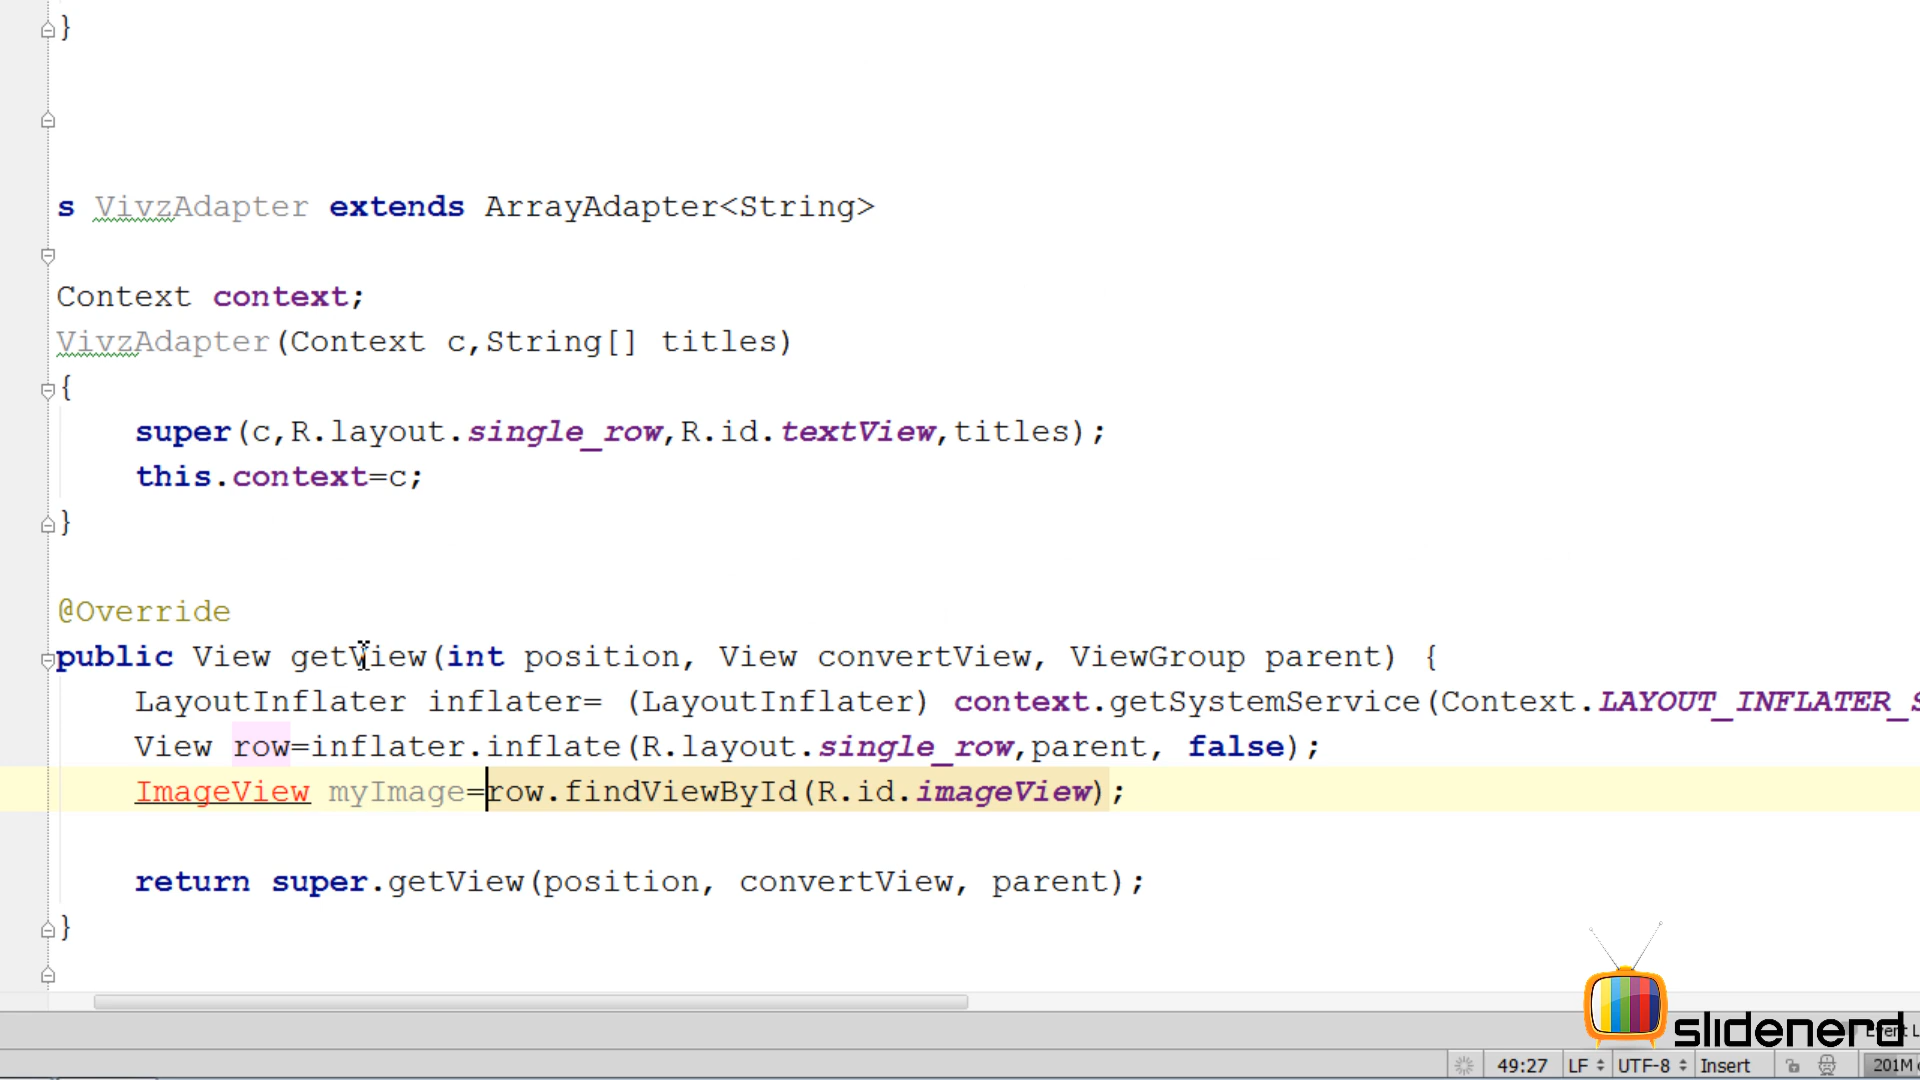 }
s VivzAdapter extends ArrayAdapter<String>
Context context;
VivzAdapter(Context c,String[] titles)
{
super(c,R.layout.single_row,R.id.textView,titles);
this.context=c;
}
@Override
public View getView(int position, View convertView, ViewGroup parent) {
LayoutInflater inflater= (LayoutInflater) context.getSystemService(Context.LAYOUT_INFLATER_S
View row=inflater.inflate(R.layout.single_row,parent, false);
ImageView myImage=row.findViewById(R.id.imageView);
return super.getView(position, convertView, parent);
}
slidenerd
49:27 LF UTF-8 Insert 201M